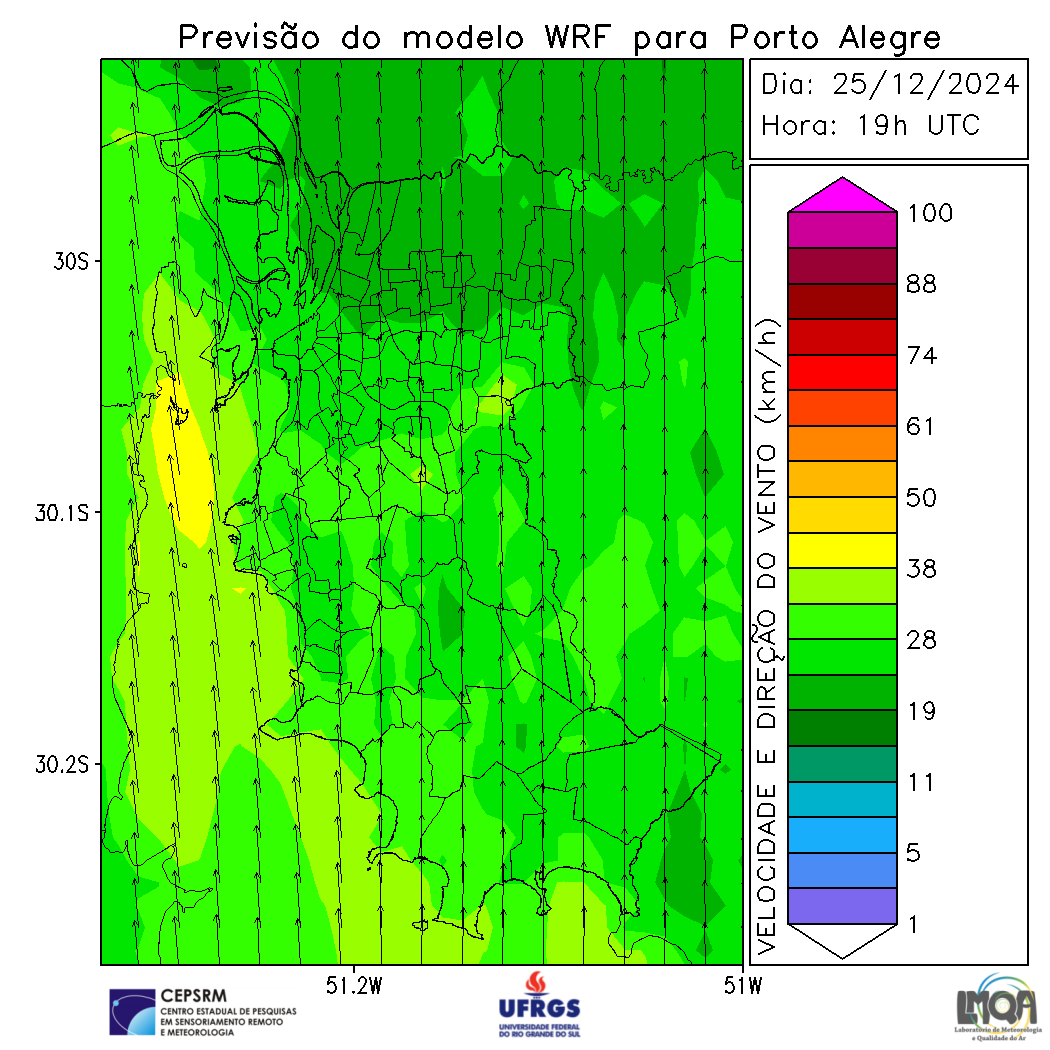 Previsão do modelo WRF para Porto Alegre
Dia: 25/12/2024
Hora: 19h UTC
30S
30.1S
30.2S
51.2W
51W
VELOCIDADE E DIREÇÃO DO VENTO (km/h)
100
88
74
61
50
38
28
19
11
5
1
CEPSRM
CENTRO ESTADUAL DE PESQUISAS
EM SENSORIAMENTO REMOTO
E METEOROLOGIA
UFRGS
UNIVERSIDADE FEDERAL
DO RIO GRANDE DO SUL
LMQA
Laboratório de Meteorologia
e Qualidade do Ar